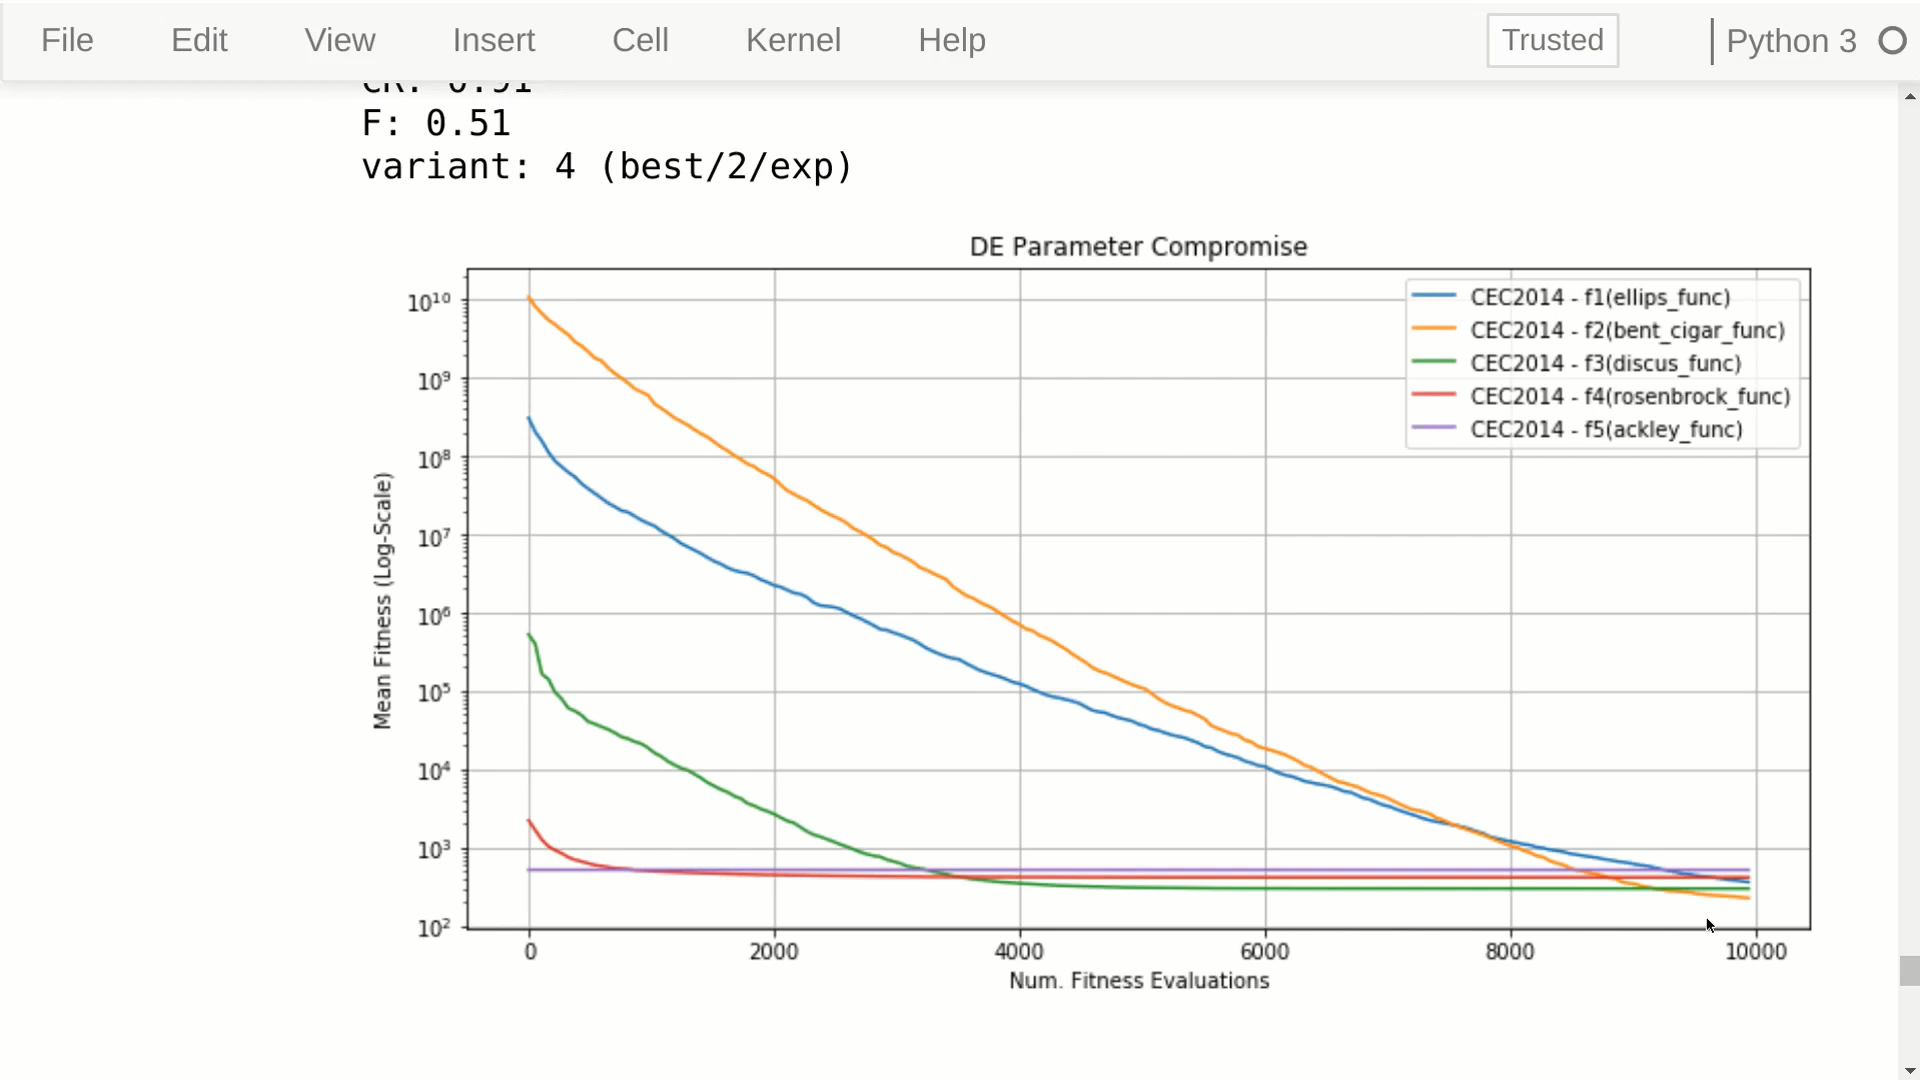 File Edit View Insert Cell Kernel Help Trusted Python 3
CR: 0.91
F: 0.51
variant: 4 (best/2/exp)
DE Parameter Compromise
CEC2014 - f1(ellips_func)
CEC2014 - f2(bent_cigar_func)
CEC2014 - f3(discus_func)
CEC2014 - f4(rosenbrock_func)
CEC2014 - f5(ackley_func)
Mean Fitness (Log-Scale)
10¹⁰
10⁹
10⁸
10⁷
10⁶
10⁵
10⁴
10³
10²
0 2000 4000 6000 8000 10000
Num. Fitness Evaluations